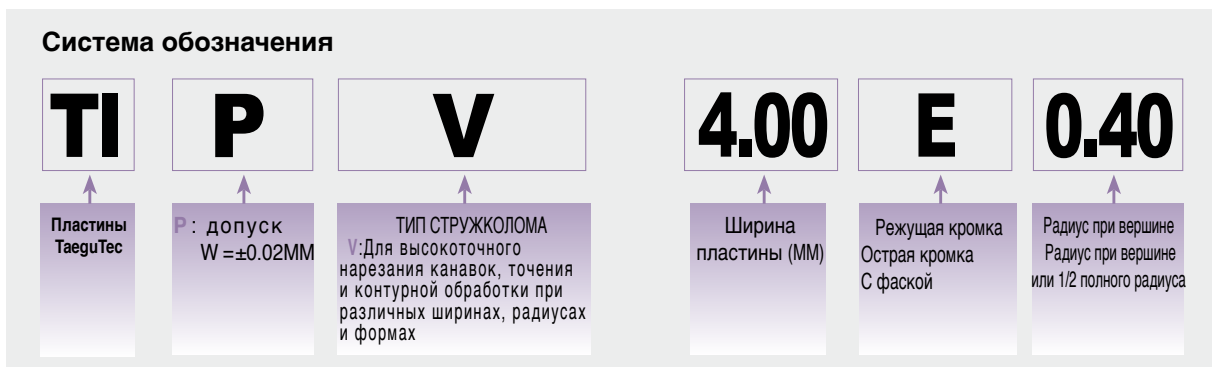 Система обозначения
TI P V 4.00 E 0.40
Пластины
TaeguTec
P: допуск
W =±0.02MM
ТИП СТРУЖКОЛОМА
V:Для высокоточного
нарезания канавок, точения
и контурной обработки при
различных ширинах, радиусах
и формах
Ширина
пластины (ММ)
Режущая кромка
Острая кромка
С фаской
Радиус при вершине
Радиус при вершине
или 1/2 полного радиуса